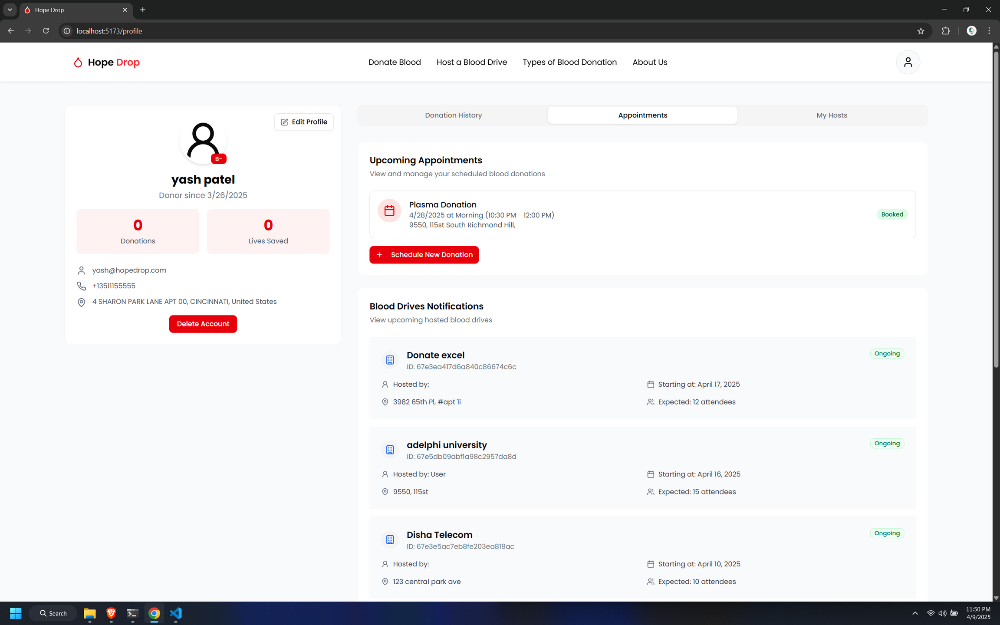 Hope Drop
localhost:5173/profile
Hope Drop
Donate Blood
Host a Blood Drive
Types of Blood Donation
About Us
Edit Profile
B-
yash patel
Donor since 3/26/2025
0
Donations
0
Lives Saved
yash@hopedrop.com
+13511155555
4 SHARON PARK LANE APT 00, CINCINNATI, United States
Delete Account
Donation History
Appointments
My Hosts
Upcoming Appointments
View and manage your scheduled blood donations
Plasma Donation
4/28/2025 at Morning (10:30 PM - 12:00 PM)
9550, 115st South Richmond Hill,
Booked
+ Schedule New Donation
Blood Drives Notifications
View upcoming hosted blood drives
Donate excel
Ongoing
ID: 67e3ea417d6a840c86674c6c
Hosted by:
Starting at: April 17, 2025
3982 65th Pl, #apt 1i
Expected: 12 attendees
adelphi university
Ongoing
ID: 67e5db09abf1a98c2957da8d
Hosted by: User
Starting at: April 16, 2025
9550, 115st
Expected: 15 attendees
Disha Telecom
Ongoing
ID: 67e3e5ac7eb8fe203ea819ac
Hosted by:
Starting at: April 10, 2025
123 central park ave
Expected: 10 attendees
Search
11:50 PM
4/9/2025